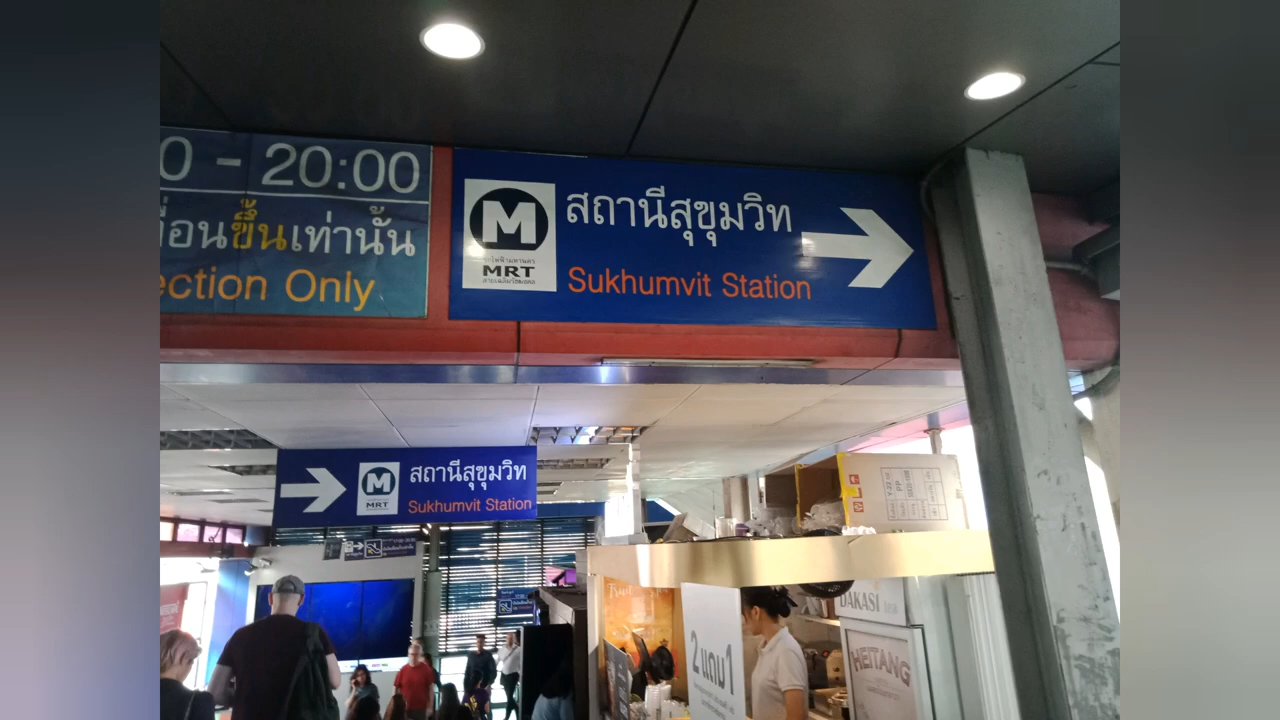 0 - 20:00
ขึ้นเท่านั้น
ection Only
M
MRT
สถานีสุขุมวิท
Sukhumvit Station
M
MRT
สถานีสุขุมวิท
Sukhumvit Station
2 แถม 1
DAKASI
HEITANG